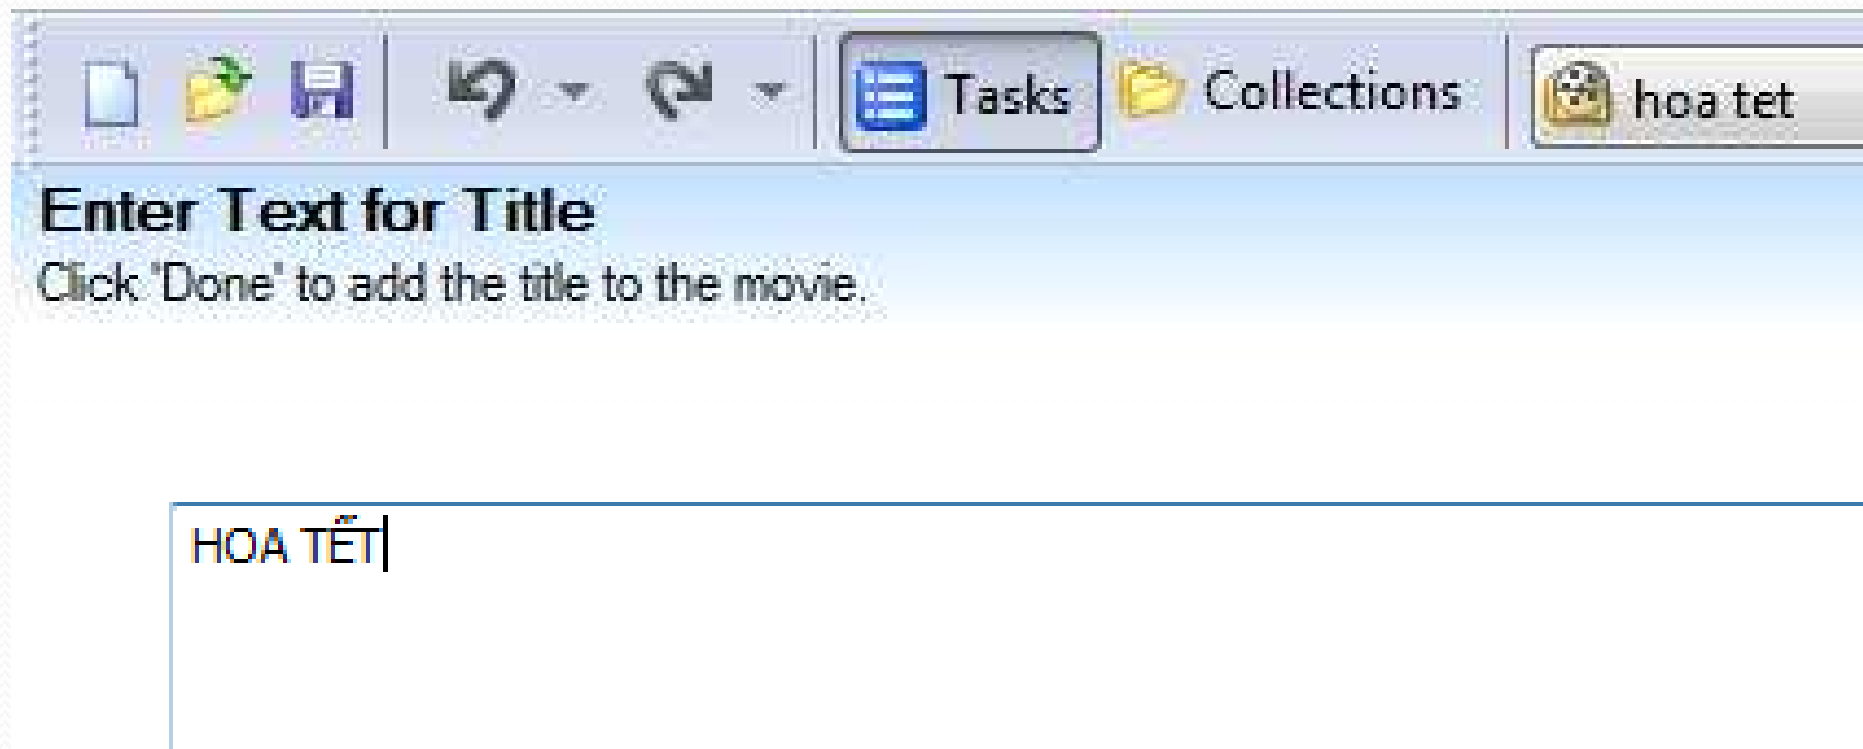 Tasks Collections hoa tet
Enter Text for Title
Click 'Done' to add the title to the movie.
HOA TẾT